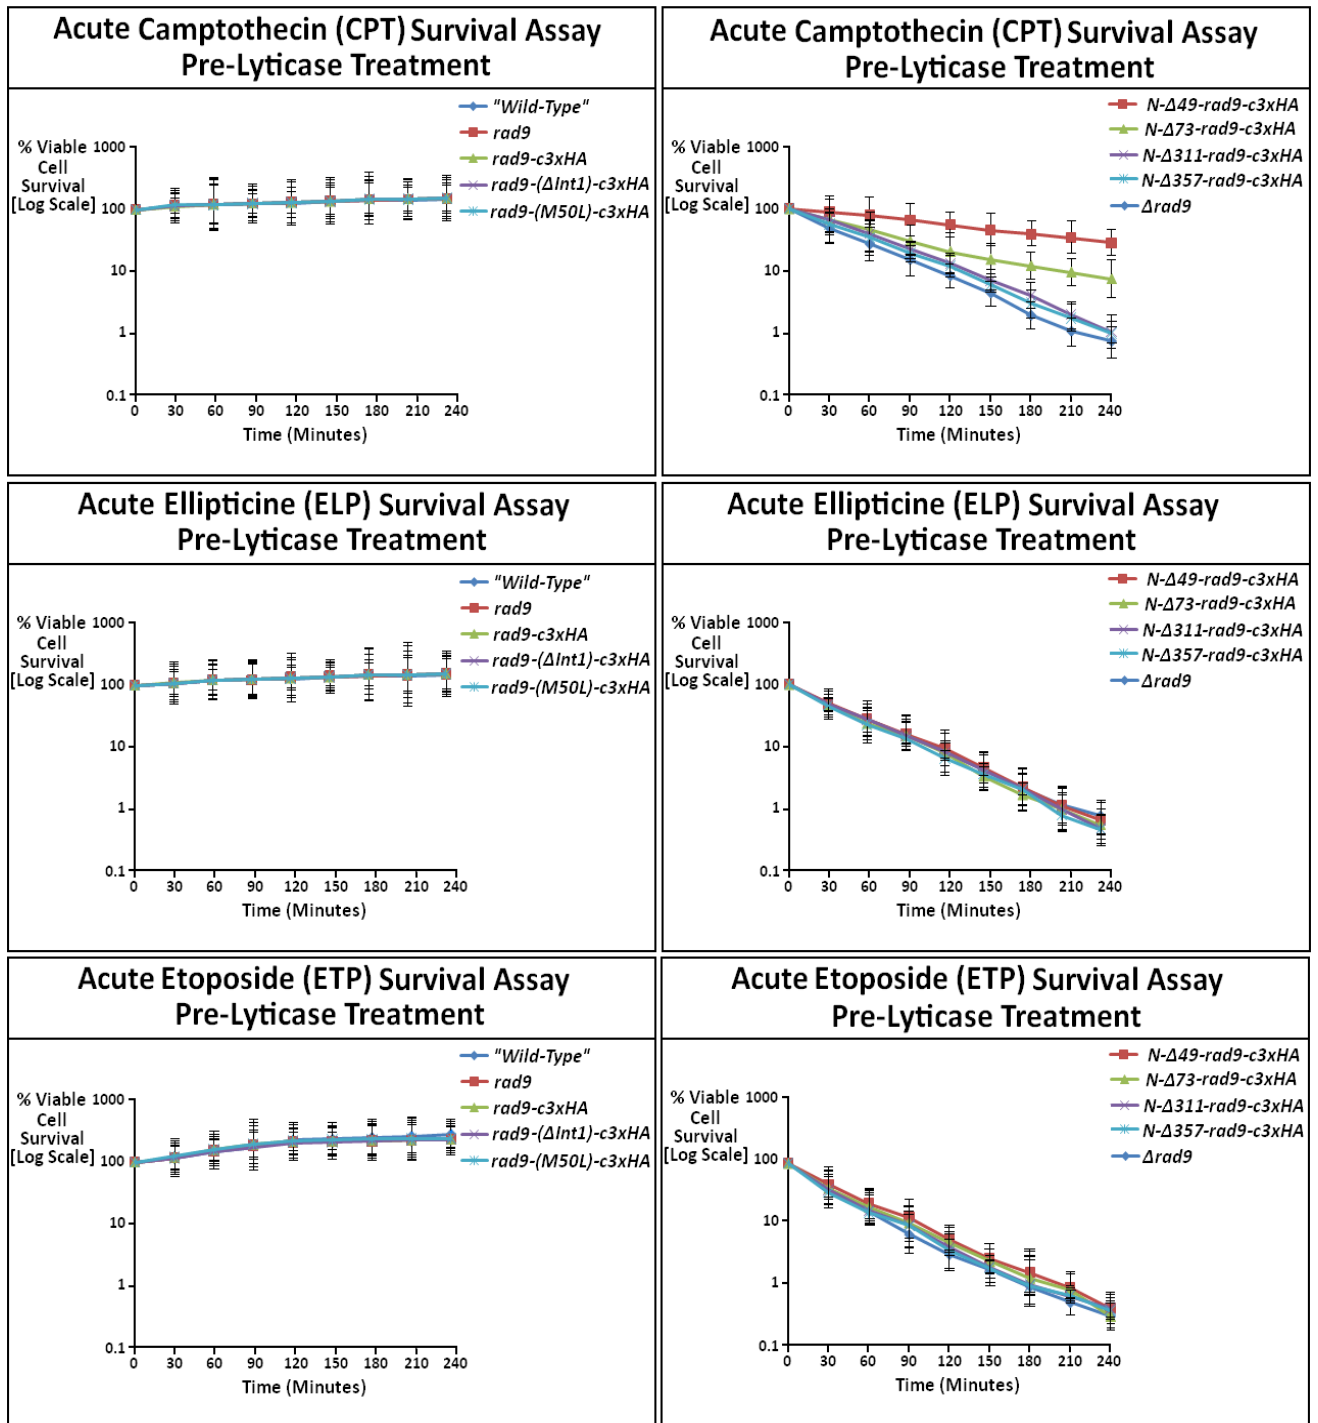 Acute Camptothecin (CPT) Survival Assay
Pre-Lyticase Treatment
"Wild-Type"
rad9
rad9-c3xHA
rad9-(ΔInt1)-c3xHA
rad9-(M50L)-c3xHA
% Viable
Cell
Survival
[Log Scale]
1000
100
10
1
0.1
0 30 60 90 120 150 180 210 240
Time (Minutes)
Acute Camptothecin (CPT) Survival Assay
Pre-Lyticase Treatment
N-Δ49-rad9-c3xHA
N-Δ73-rad9-c3xHA
N-Δ311-rad9-c3xHA
N-Δ357-rad9-c3xHA
Δrad9
% Viable
Cell
Survival
[Log Scale]
1000
100
10
1
0.1
0 30 60 90 120 150 180 210 240
Time (Minutes)
Acute Ellipticine (ELP) Survival Assay
Pre-Lyticase Treatment
"Wild-Type"
rad9
rad9-c3xHA
rad9-(ΔInt1)-c3xHA
rad9-(M50L)-c3xHA
% Viable
Cell
Survival
[Log Scale]
1000
100
10
1
0.1
0 30 60 90 120 150 180 210 240
Time (Minutes)
Acute Ellipticine (ELP) Survival Assay
Pre-Lyticase Treatment
N-Δ49-rad9-c3xHA
N-Δ73-rad9-c3xHA
N-Δ311-rad9-c3xHA
N-Δ357-rad9-c3xHA
Δrad9
% Viable
Cell
Survival
[Log Scale]
1000
100
10
1
0.1
0 30 60 90 120 150 180 210 240
Time (Minutes)
Acute Etoposide (ETP) Survival Assay
Pre-Lyticase Treatment
"Wild-Type"
rad9
rad9-c3xHA
rad9-(ΔInt1)-c3xHA
rad9-(M50L)-c3xHA
% Viable
Cell
Survival
[Log Scale]
1000
100
10
1
0.1
0 30 60 90 120 150 180 210 240
Time (Minutes)
Acute Etoposide (ETP) Survival Assay
Pre-Lyticase Treatment
N-Δ49-rad9-c3xHA
N-Δ73-rad9-c3xHA
N-Δ311-rad9-c3xHA
N-Δ357-rad9-c3xHA
Δrad9
% Viable
Cell
Survival
[Log Scale]
1000
100
10
1
0.1
0 30 60 90 120 150 180 210 240
Time (Minutes)